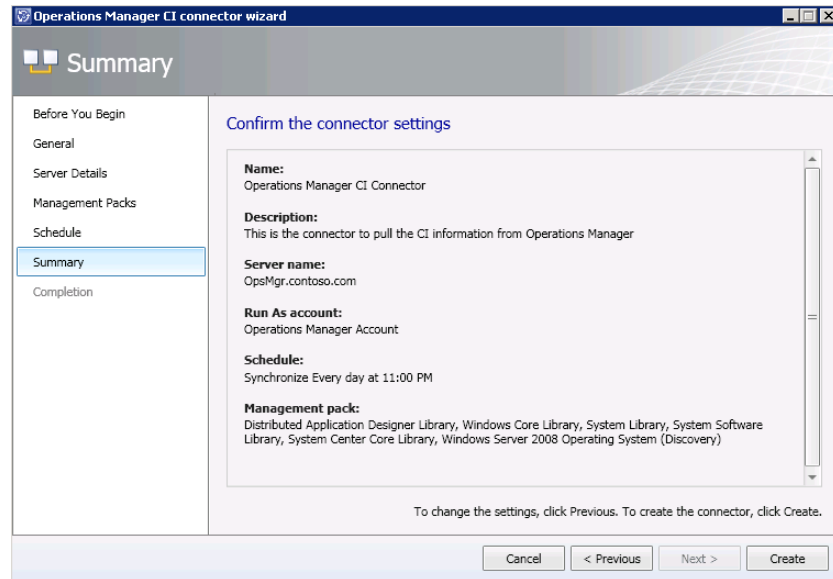 Operations Manager CI connector wizard
Summary
Before You Begin
General
Server Details
Management Packs
Schedule
Summary
Completion
Confirm the connector settings
Name:
Operations Manager CI Connector
Description:
This is the connector to pull the CI information from Operations Manager
Server name:
OpsMgr.contoso.com
Run As account:
Operations Manager Account
Schedule:
Synchronize Every day at 11:00 PM
Management pack:
Distributed Application Designer Library, Windows Core Library, System Library, System Software
Library, System Center Core Library, Windows Server 2008 Operating System (Discovery)
To change the settings, click Previous. To create the connector, click Create.
Cancel
< Previous
Next >
Create